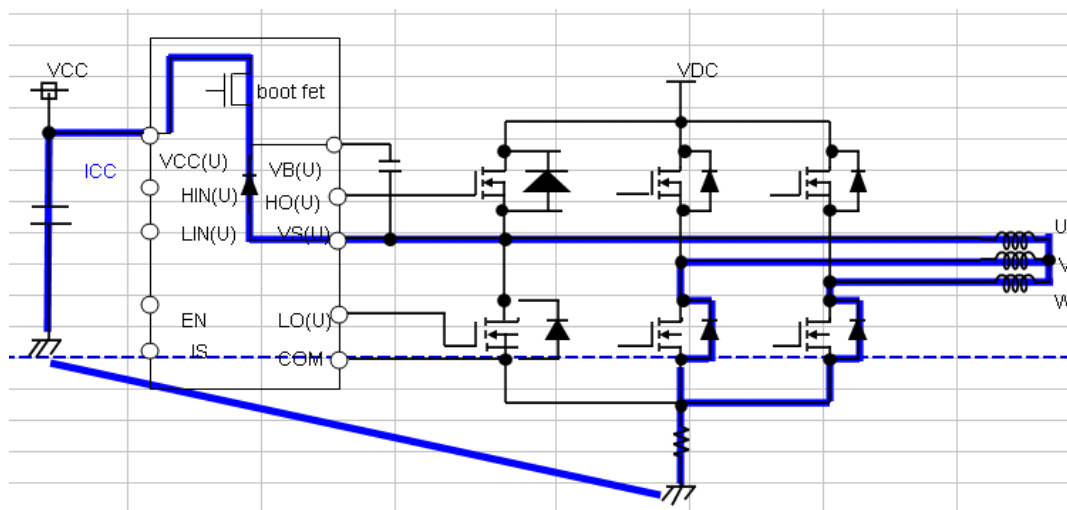 VCC
VDC
boot fet
VCC(U)
ICC
VB(U)
HIN(U)
HO(U)
LIN(U)
VS(U)
U
V
W
EN
LO(U)
IS
COM